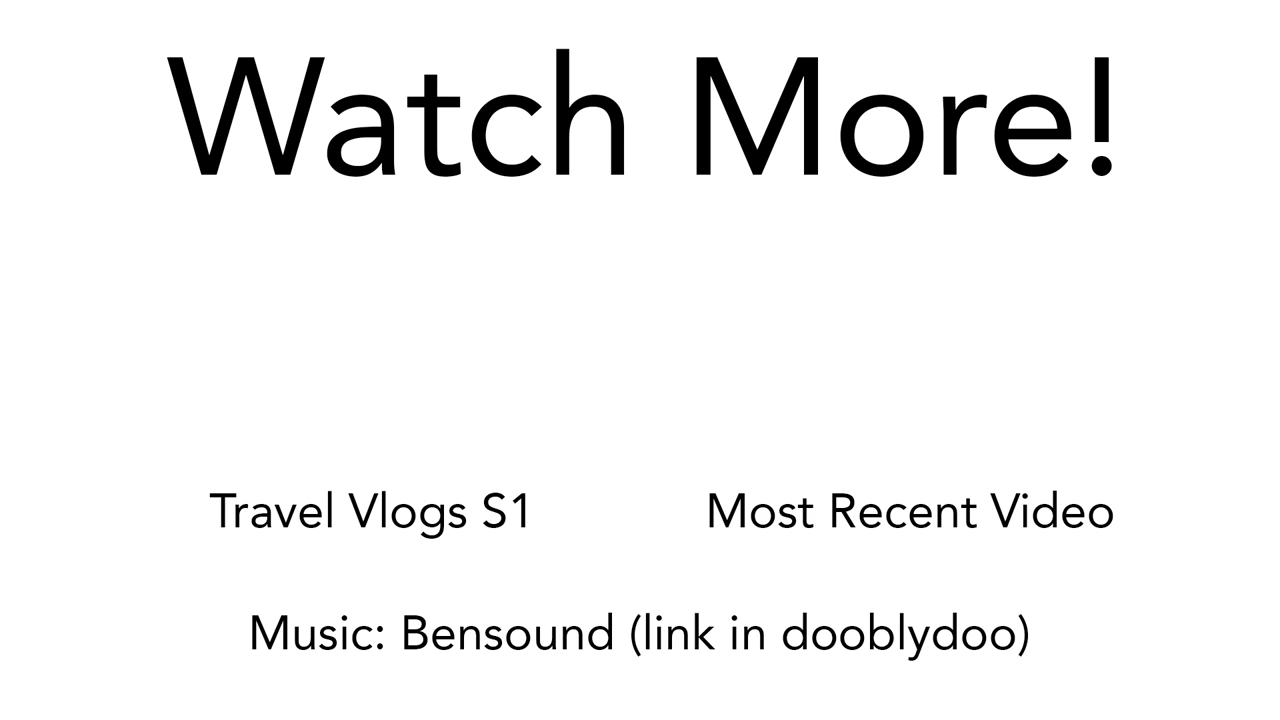 Watch More!
Travel Vlogs S1
Most Recent Video
Music: Bensound (link in dooblydoo)